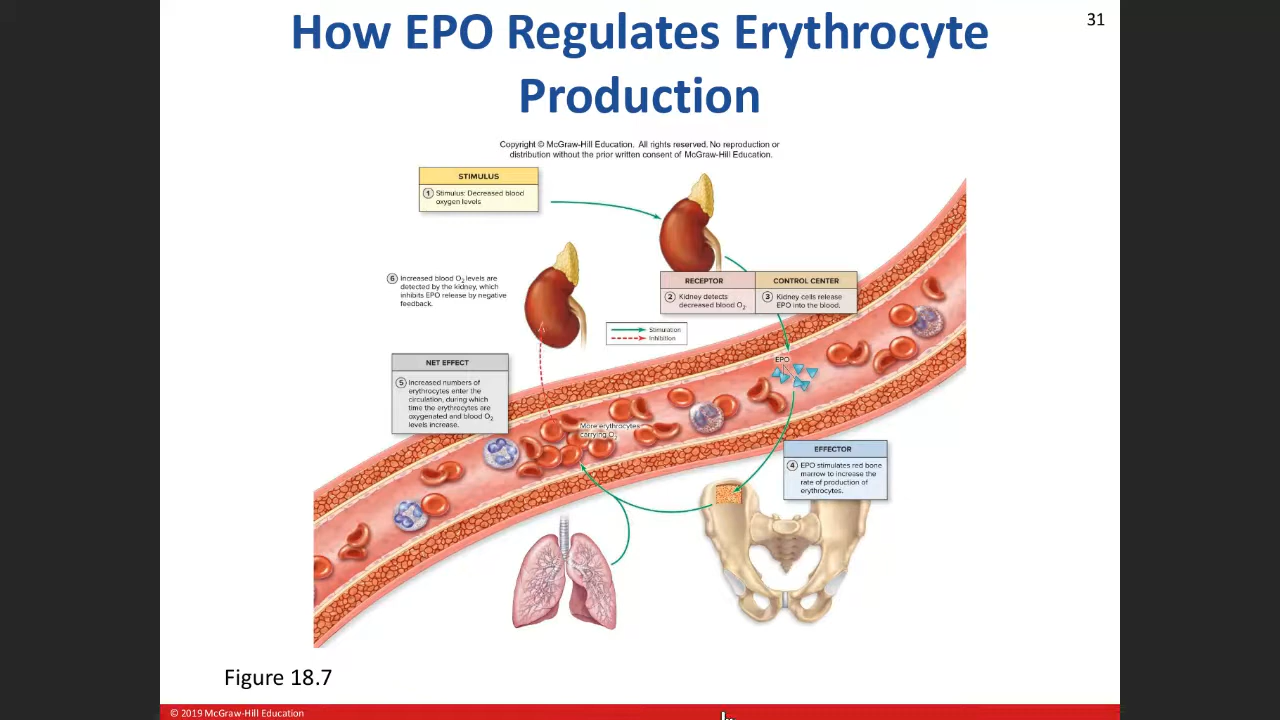 How EPO Regulates Erythrocyte
Production
31
Copyright © McGraw-Hill Education. All rights reserved. No reproduction or
distribution without the prior written consent of McGraw-Hill Education.
STIMULUS
1 Stimulus: Decreased blood
oxygen levels
RECEPTOR
2 Kidney detects
decreased blood O2.
CONTROL CENTER
3 Kidney cells release
EPO into the blood.
6 Increased blood O2 levels are
detected by the kidney, which
inhibits EPO release by negative
feedback.
Stimulation
Inhibition
EPO
NET EFFECT
5 Increased numbers of
erythrocytes enter the
circulation, during which
time the erythrocytes are
oxygenated and blood O2
levels increase.
More erythrocytes
carrying O2
EFFECTOR
4 EPO stimulates red bone
marrow to increase the
rate of production of
erythrocytes.
Figure 18.7
© 2019 McGraw-Hill Education